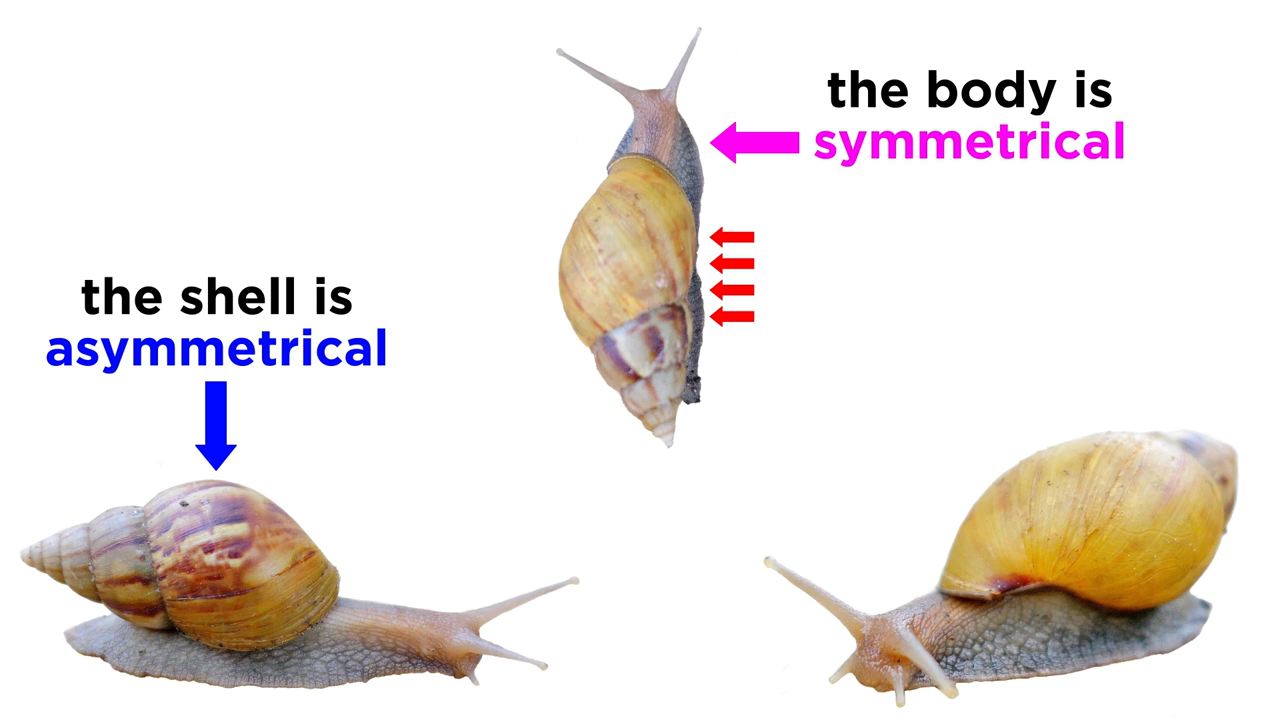 the body is
symmetrical
the shell is
asymmetrical